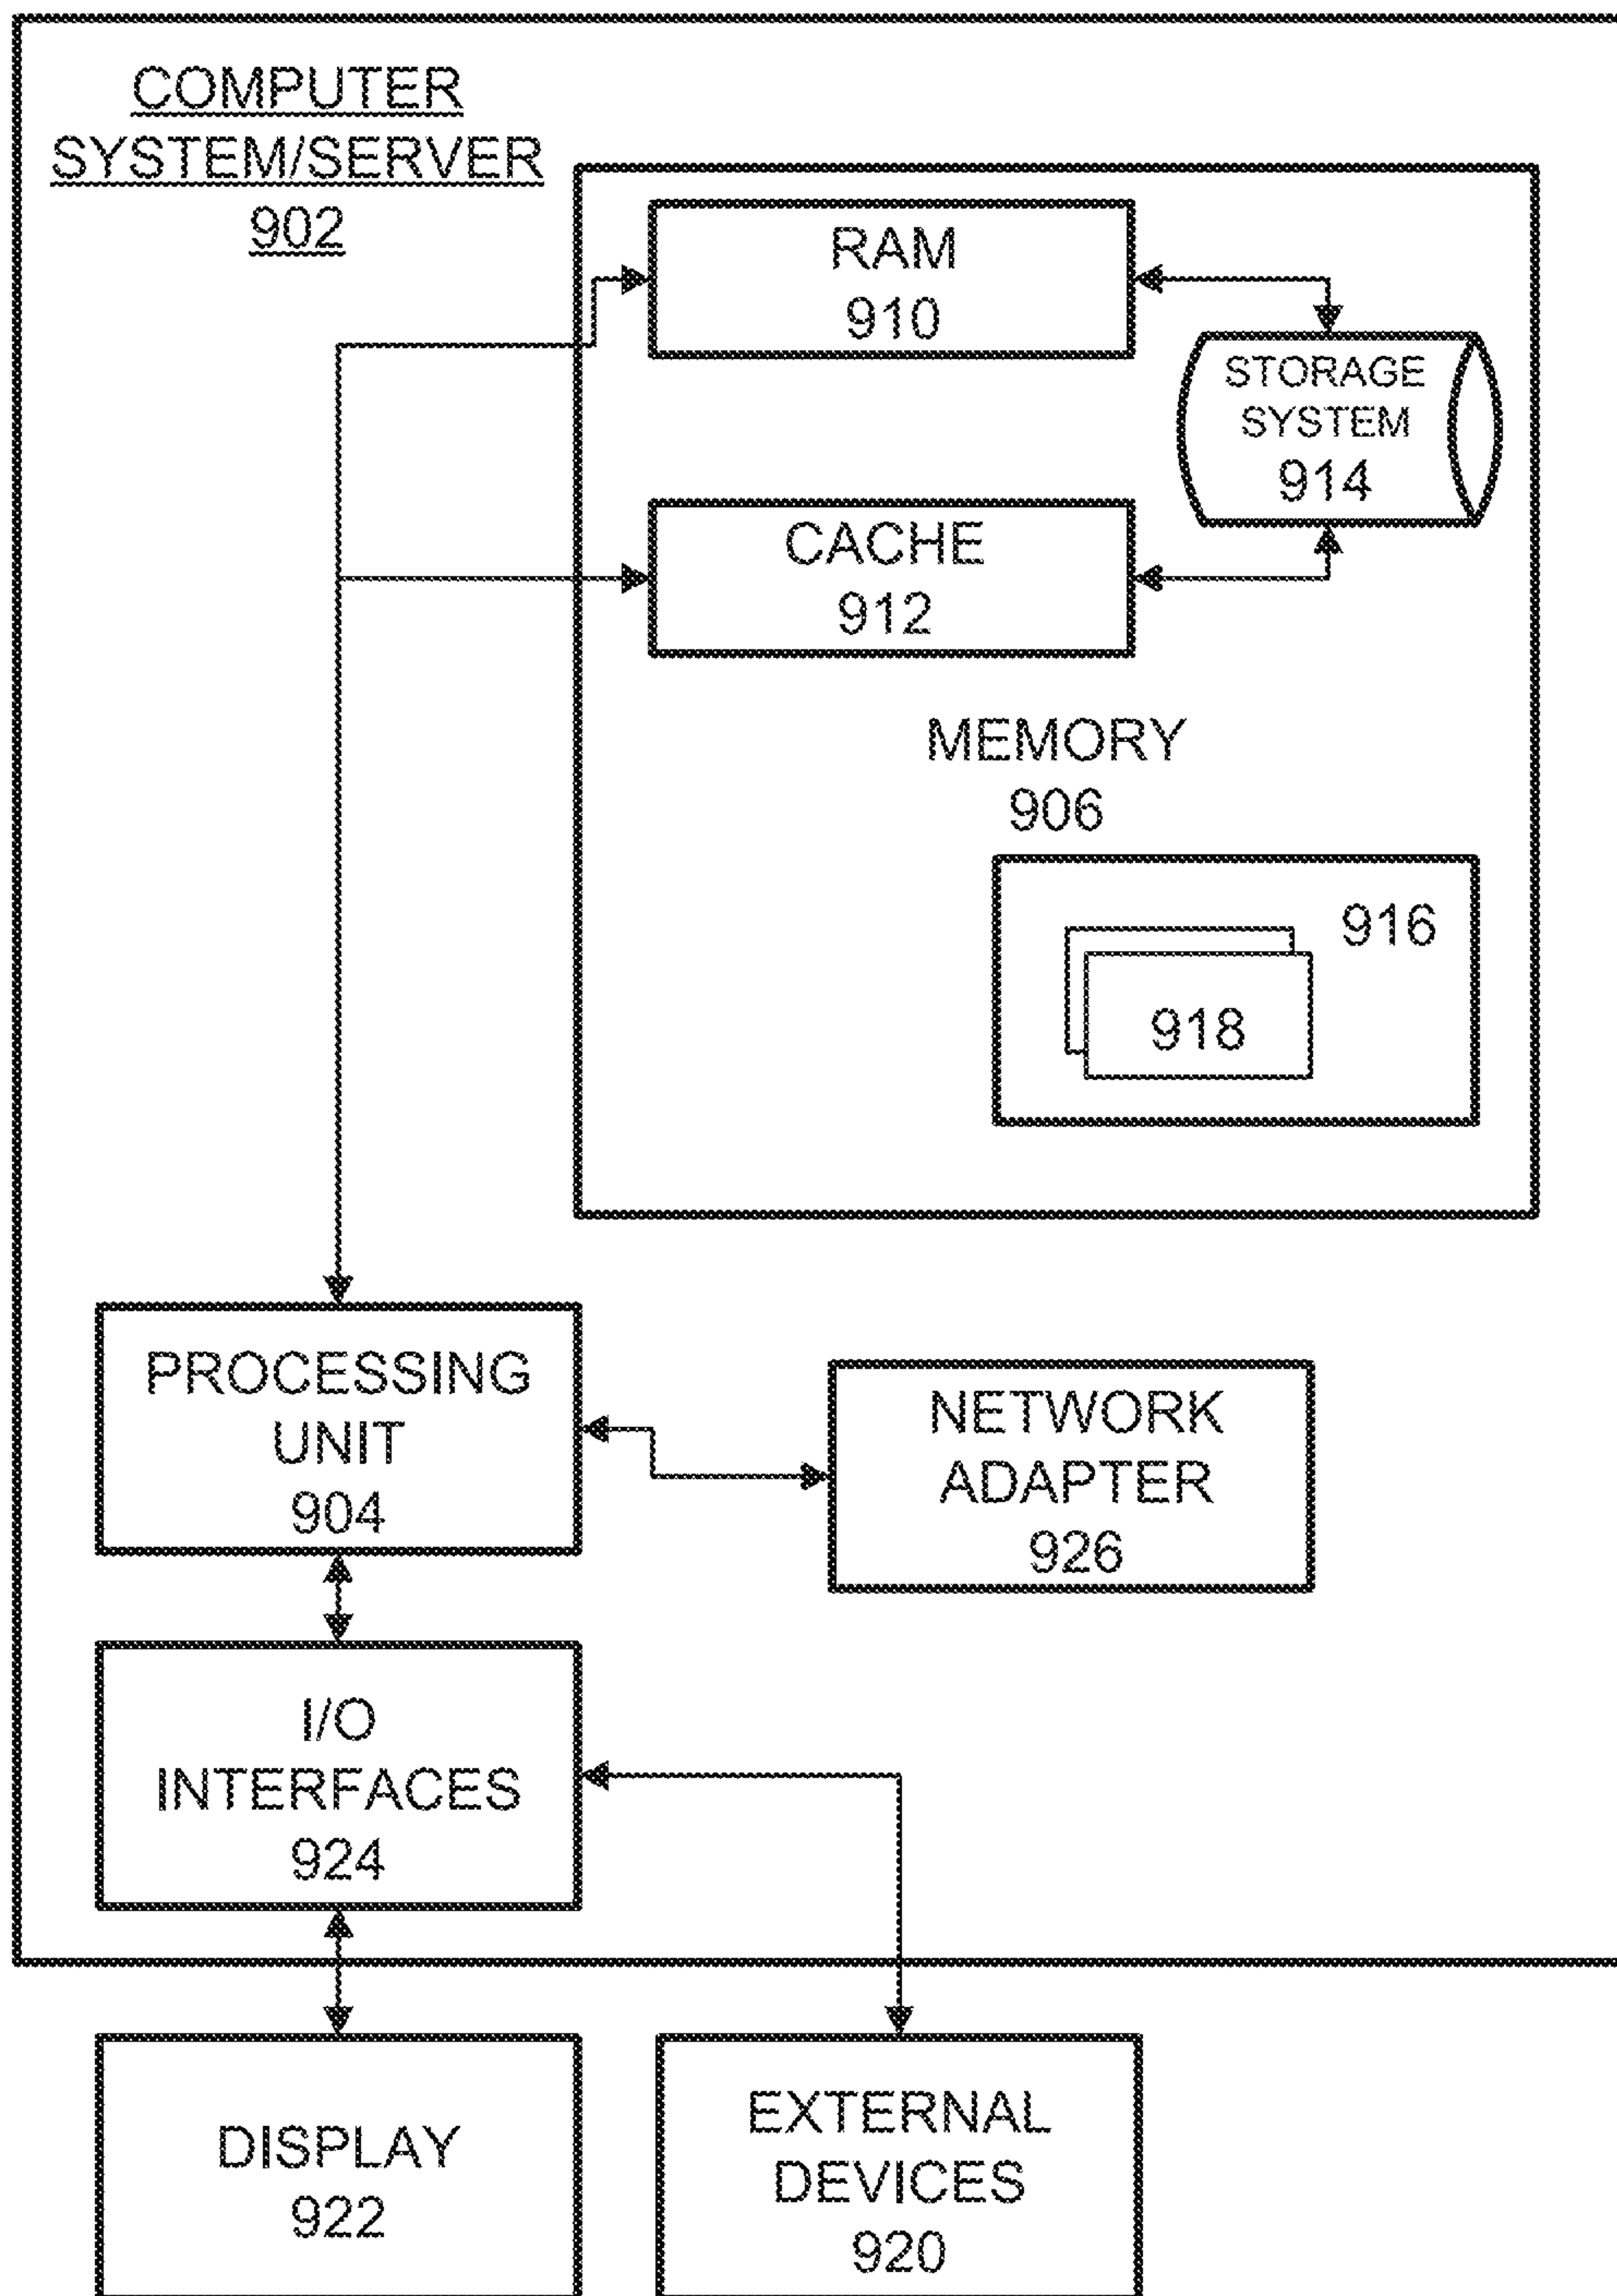 COMPUTER
SYSTEM/SERVER
902
RAM
910
STORAGE
SYSTEM
914
CACHE
912
MEMORY
906
916
918
PROCESSING
UNIT
904
NETWORK
ADAPTER
926
I/O
INTERFACES
924
DISPLAY
922
EXTERNAL
DEVICES
920